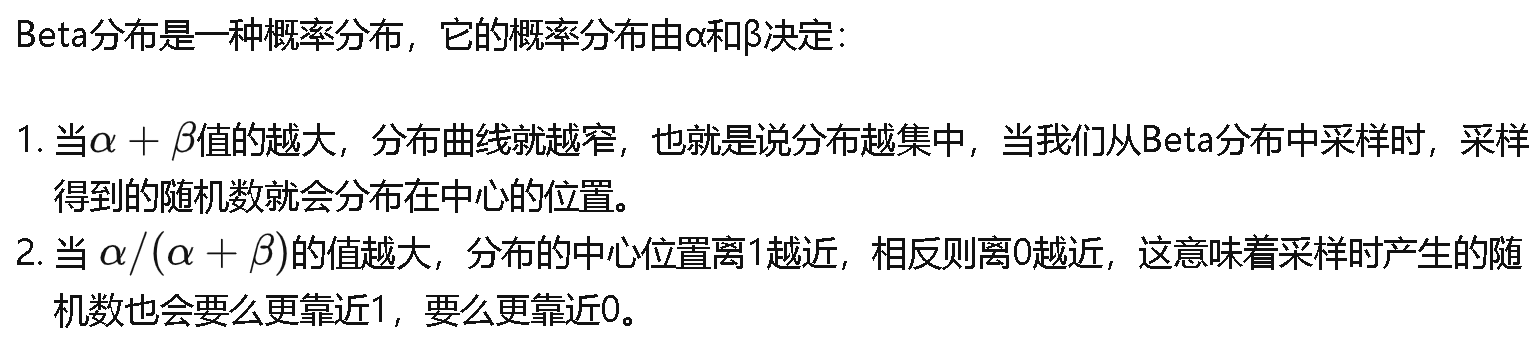 Beta分布是一种概率分布，它的概率分布由α和β决定：
1. 当α + β值的越大，分布曲线就越窄，也就是说分布越集中，当我们从Beta分布中采样时，采样
得到的随机数就会分布在中心的位置。
2. 当 α/(α + β)的值越大，分布的中心位置离1越近，相反则离0越近，这意味着采样时产生的随
机数也会要么更靠近1，要么更靠近0。